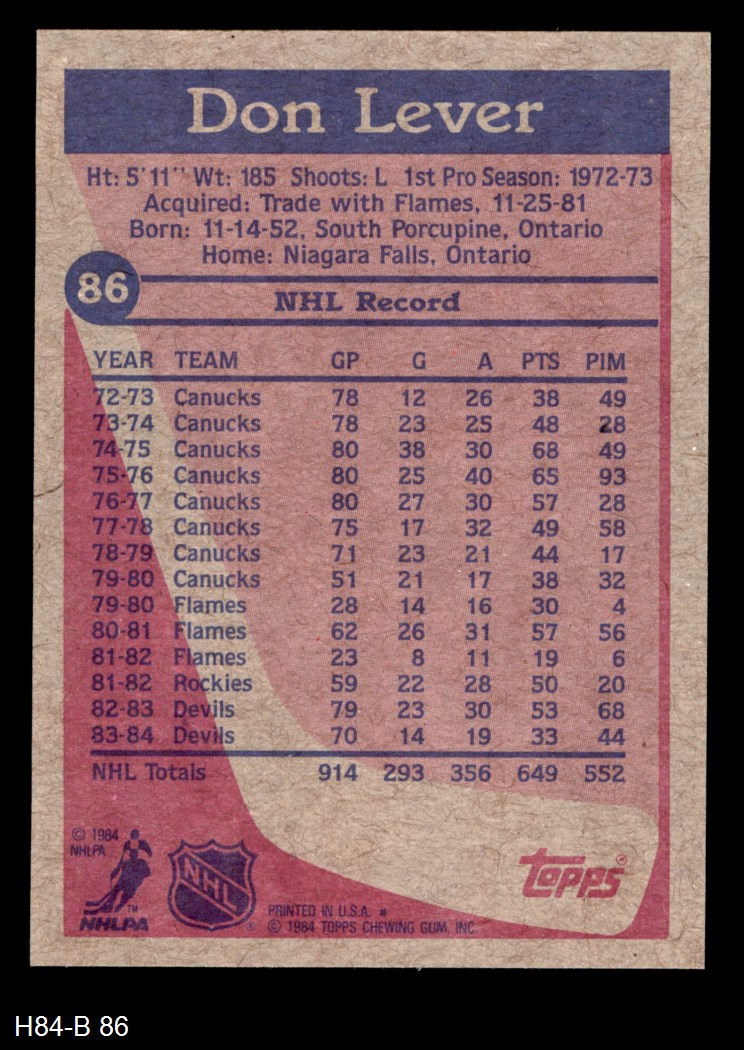 Don Lever
Ht: 5'11" Wt: 185 Shoots: L 1st Pro Season: 1972-73
Acquired: Trade with Flames, 11-25-81
Born: 11-14-52, South Porcupine, Ontario
Home: Niagara Falls, Ontario
86
NHL Record
YEAR TEAM GP G A PTS PIM
72-73 Canucks 78 12 26 38 49
73-74 Canucks 78 23 25 48 28
74-75 Canucks 80 38 30 68 49
75-76 Canucks 80 25 40 65 93
76-77 Canucks 80 27 30 57 28
77-78 Canucks 75 17 32 49 58
78-79 Canucks 71 23 21 44 17
79-80 Canucks 51 21 17 38 32
79-80 Flames 28 14 16 30 4
80-81 Flames 62 26 31 57 56
81-82 Flames 23 8 11 19 6
81-82 Rockies 59 22 28 50 20
82-83 Devils 79 23 30 53 68
83-84 Devils 70 14 19 33 44
NHL Totals 914 293 356 649 552
© 1984
NHLPA
TM
NHLPA
NHL
®
topps®
PRINTED IN U.S.A. *
© 1984 TOPPS CHEWING GUM, INC.
H84-B 86